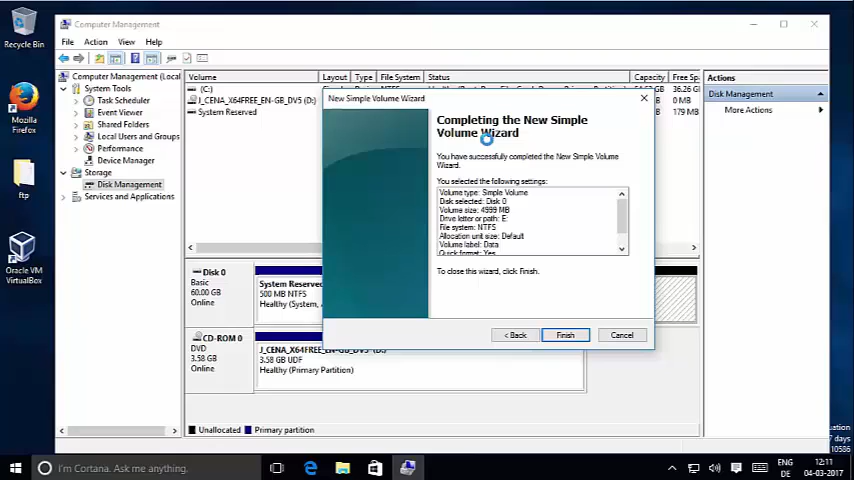 Recycle Bin
Mozilla
Firefox
ftp
Oracle VM
VirtualBox
Computer Management
File Action View Help
Computer Management (Local
System Tools
Task Scheduler
Event Viewer
Shared Folders
Local Users and Groups
Performance
Device Manager
Storage
Disk Management
Services and Applications
Volume Layout Type File System Status Capacity Free Sp
(C:) 36.26
J_CENA_X64FREE_EN-GB_DV5 (D:) 0 MB
System Reserved 179 MB
Actions
Disk Management
More Actions
New Simple Volume Wizard
Completing the New Simple
Volume Wizard
You have successfully completed the New Simple Volume
Wizard.
You selected the following settings:
Volume type: Simple Volume
Disk selected: Disk 0
Volume size: 4999 MB
Drive letter or path: E:
File system: NTFS
Allocation unit size: Default
Volume label: Data
Quick format: Yes
To close this wizard, click Finish.
< Back Finish Cancel
Disk 0
Basic
60.00 GB
Online
System Reserved
500 MB NTFS
Healthy (System,
CD-ROM 0
DVD
3.58 GB
Online
J_CENA_X64FREE_EN-GB_DV5 (D:)
3.58 GB UDF
Healthy (Primary Partition)
Unallocated Primary partition
uation
7 days
10586
I'm Cortana. Ask me anything.
ENG
DE
12:11
04-03-2017